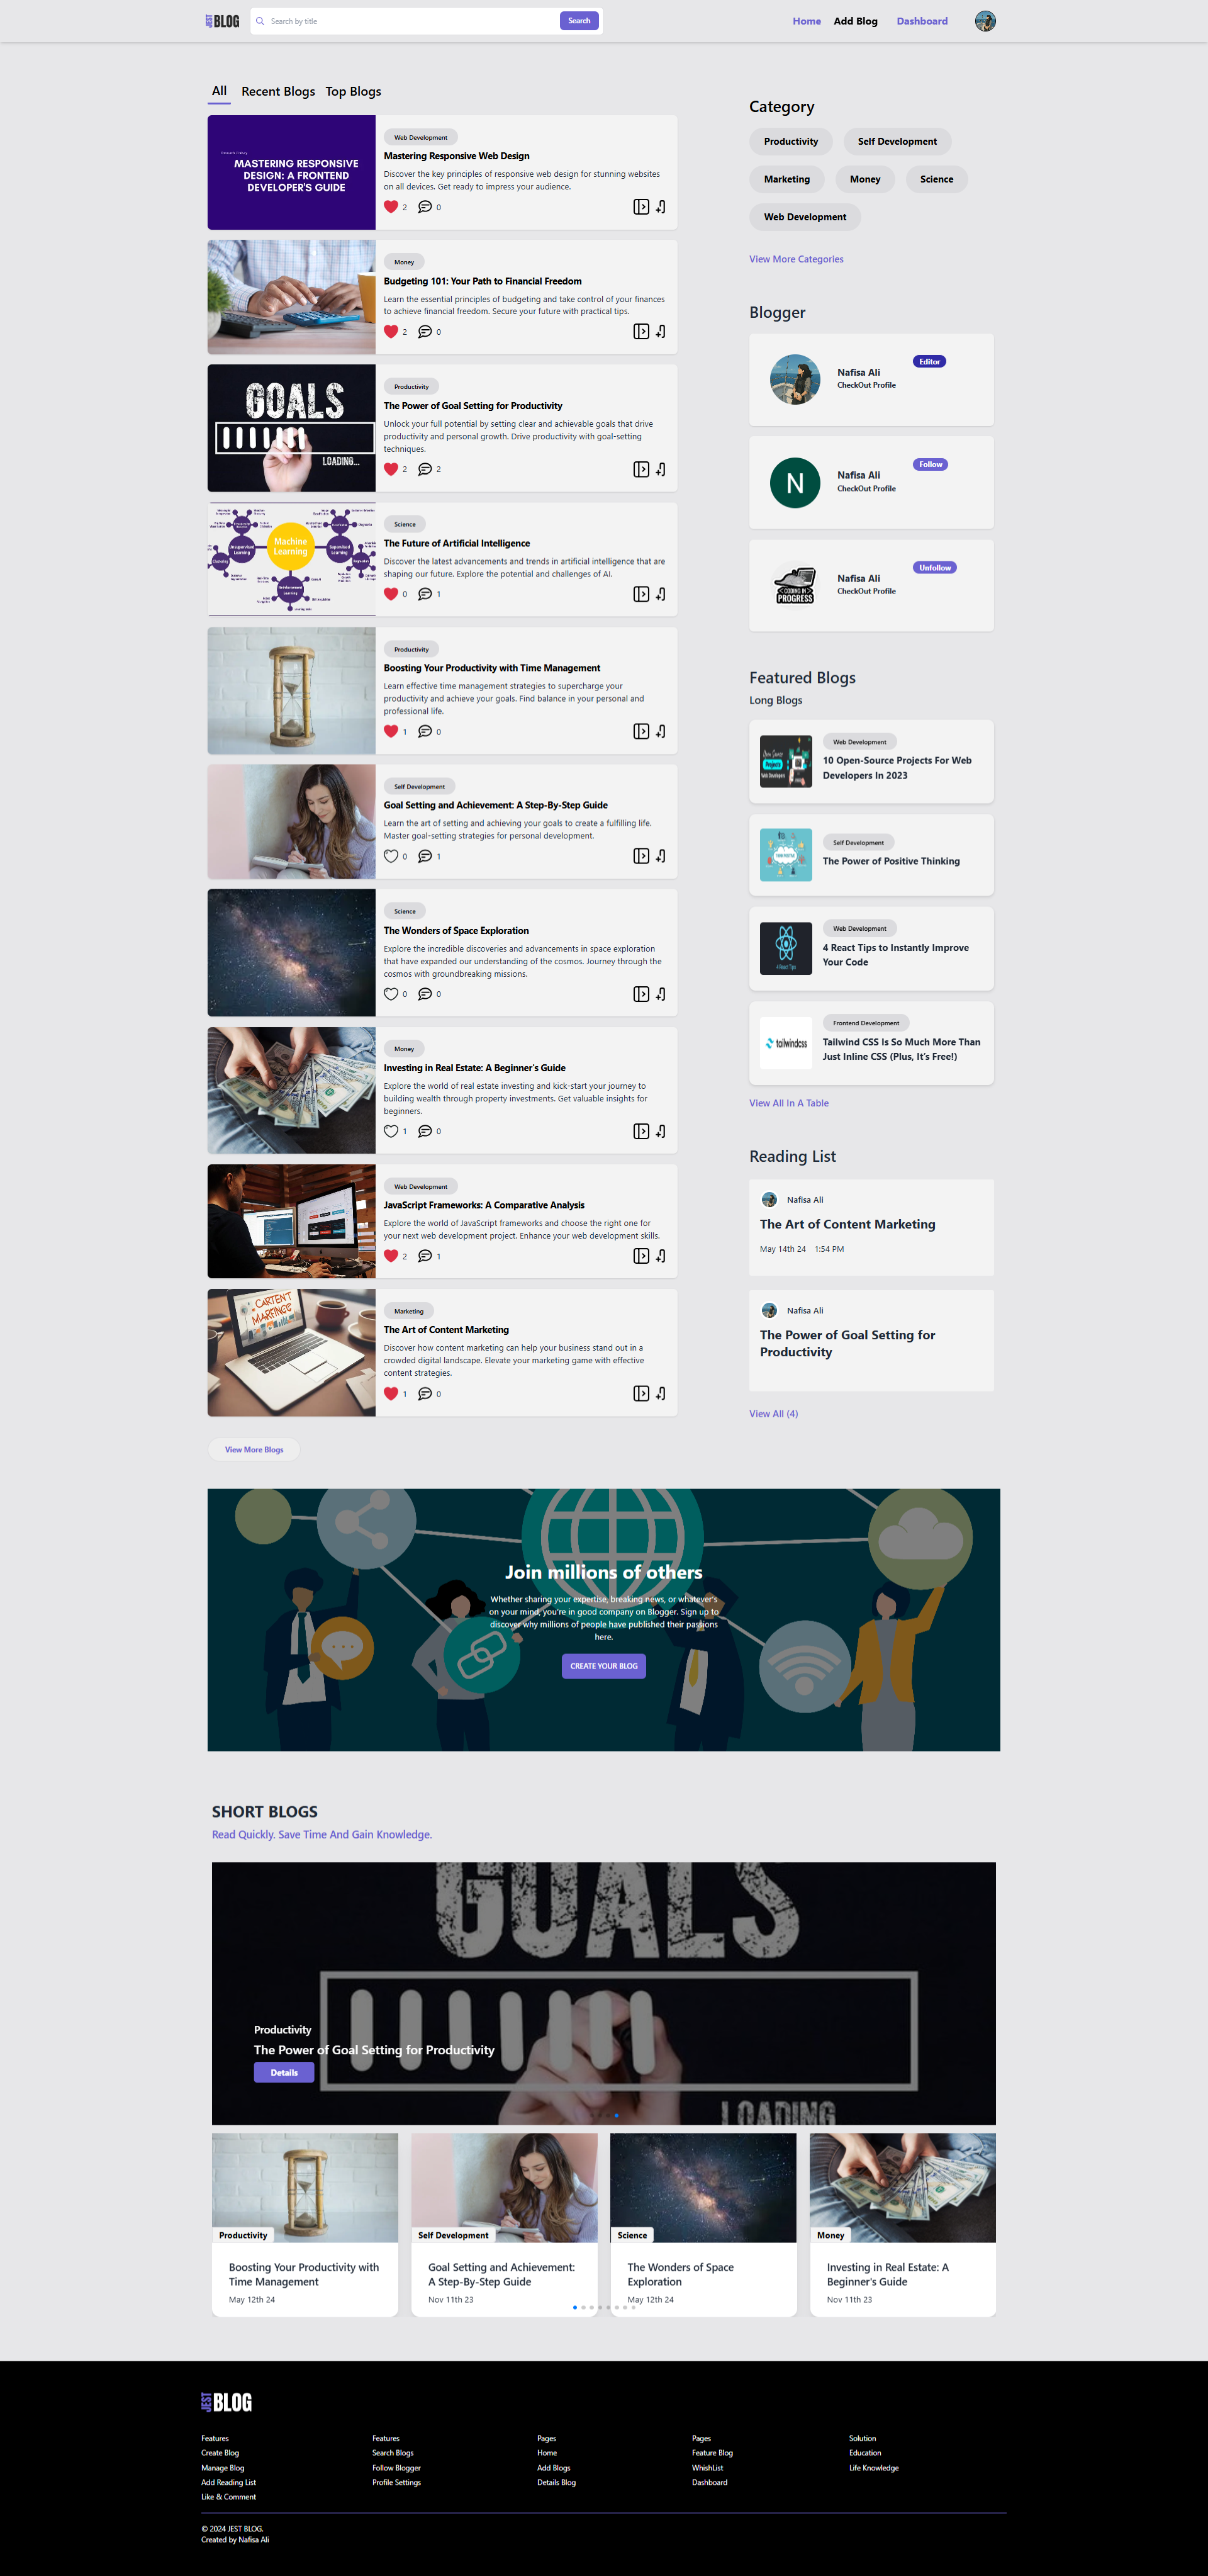 JEST BLOG
Search by title
Search
Home
Add Blog
Dashboard
All
Recent Blogs
Top Blogs
MASTERING RESPONSIVE
DESIGN: A FRONTEND
DEVELOPER'S GUIDE
Web Development
Mastering Responsive Web Design
Discover the key principles of responsive web design for stunning websites
on all devices. Get ready to impress your audience.
2
0
Money
Budgeting 101: Your Path to Financial Freedom
Learn the essential principles of budgeting and take control of your finances
to achieve financial freedom. Secure your future with practical tips.
2
0
GOALS
LOADING...
Productivity
The Power of Goal Setting for Productivity
Unlock your full potential by setting clear and achievable goals that drive
productivity and personal growth. Drive productivity with goal-setting
techniques.
2
2
Machine
Learning
Unsupervised
Learning
Supervised
Learning
Science
The Future of Artificial Intelligence
Discover the latest advancements and trends in artificial intelligence that are
shaping our future. Explore the potential and challenges of AI.
0
1
Productivity
Boosting Your Productivity with Time Management
Learn effective time management strategies to supercharge your
productivity and achieve your goals. Find balance in your personal and
professional life.
1
0
Self Development
Goal Setting and Achievement: A Step-By-Step Guide
Learn the art of setting and achieving your goals to create a fulfilling life.
Master goal-setting strategies for personal development.
0
1
Science
The Wonders of Space Exploration
Explore the incredible discoveries and advancements in space exploration
that have expanded our understanding of the cosmos. Journey through the
cosmos with groundbreaking missions.
0
0
Money
Investing in Real Estate: A Beginner's Guide
Explore the world of real estate investing and kick-start your journey to
building wealth through property investments. Get valuable insights for
beginners.
1
0
Web Development
JavaScript Frameworks: A Comparative Analysis
Explore the world of JavaScript frameworks and choose the right one for
your next web development project. Enhance your web development skills.
2
1
Marketing
The Art of Content Marketing
Discover how content marketing can help your business stand out in a
crowded digital landscape. Elevate your marketing game with effective
content strategies.
1
0
View More Blogs
Category
Productivity
Self Development
Marketing
Money
Science
Web Development
View More Categories
Blogger
Nafisa Ali
CheckOut Profile
Editor
N
Nafisa Ali
CheckOut Profile
Follow
CODING IN
PROGRESS
Nafisa Ali
CheckOut Profile
Unfollow
Featured Blogs
Long Blogs
Open Source
Projects
Web Developers
Web Development
10 Open-Source Projects For Web
Developers In 2023
Self Development
The Power of Positive Thinking
4 React Tips
Web Development
4 React Tips to Instantly Improve
Your Code
tailwindcss
Frontend Development
Tailwind CSS Is So Much More Than
Just Inline CSS (Plus, It's Free!)
View All In A Table
Reading List
Nafisa Ali
The Art of Content Marketing
May 14th 24
1:54 PM
Nafisa Ali
The Power of Goal Setting for
Productivity
View All (4)
Join millions of others
Whether sharing your expertise, breaking news, or whatever's
on your mind, you're in good company on Blogger. Sign up to
discover why millions of people have published their passions
here.
CREATE YOUR BLOG
SHORT BLOGS
Read Quickly. Save Time And Gain Knowledge.
GOALS
Productivity
The Power of Goal Setting for Productivity
Details
LOADING
Productivity
Boosting Your Productivity with
Time Management
May 12th 24
Self Development
Goal Setting and Achievement:
A Step-By-Step Guide
Nov 11th 23
Science
The Wonders of Space
Exploration
May 12th 24
Money
Investing in Real Estate: A
Beginner's Guide
Nov 11th 23
JEST BLOG
Features
Create Blog
Manage Blog
Add Reading List
Like & Comment
Features
Search Blogs
Follow Blogger
Profile Settings
Pages
Home
Add Blogs
Details Blog
Pages
Feature Blog
WhishList
Dashboard
Solution
Education
Life Knowledge
© 2024 JEST BLOG.
Created by Nafisa Ali